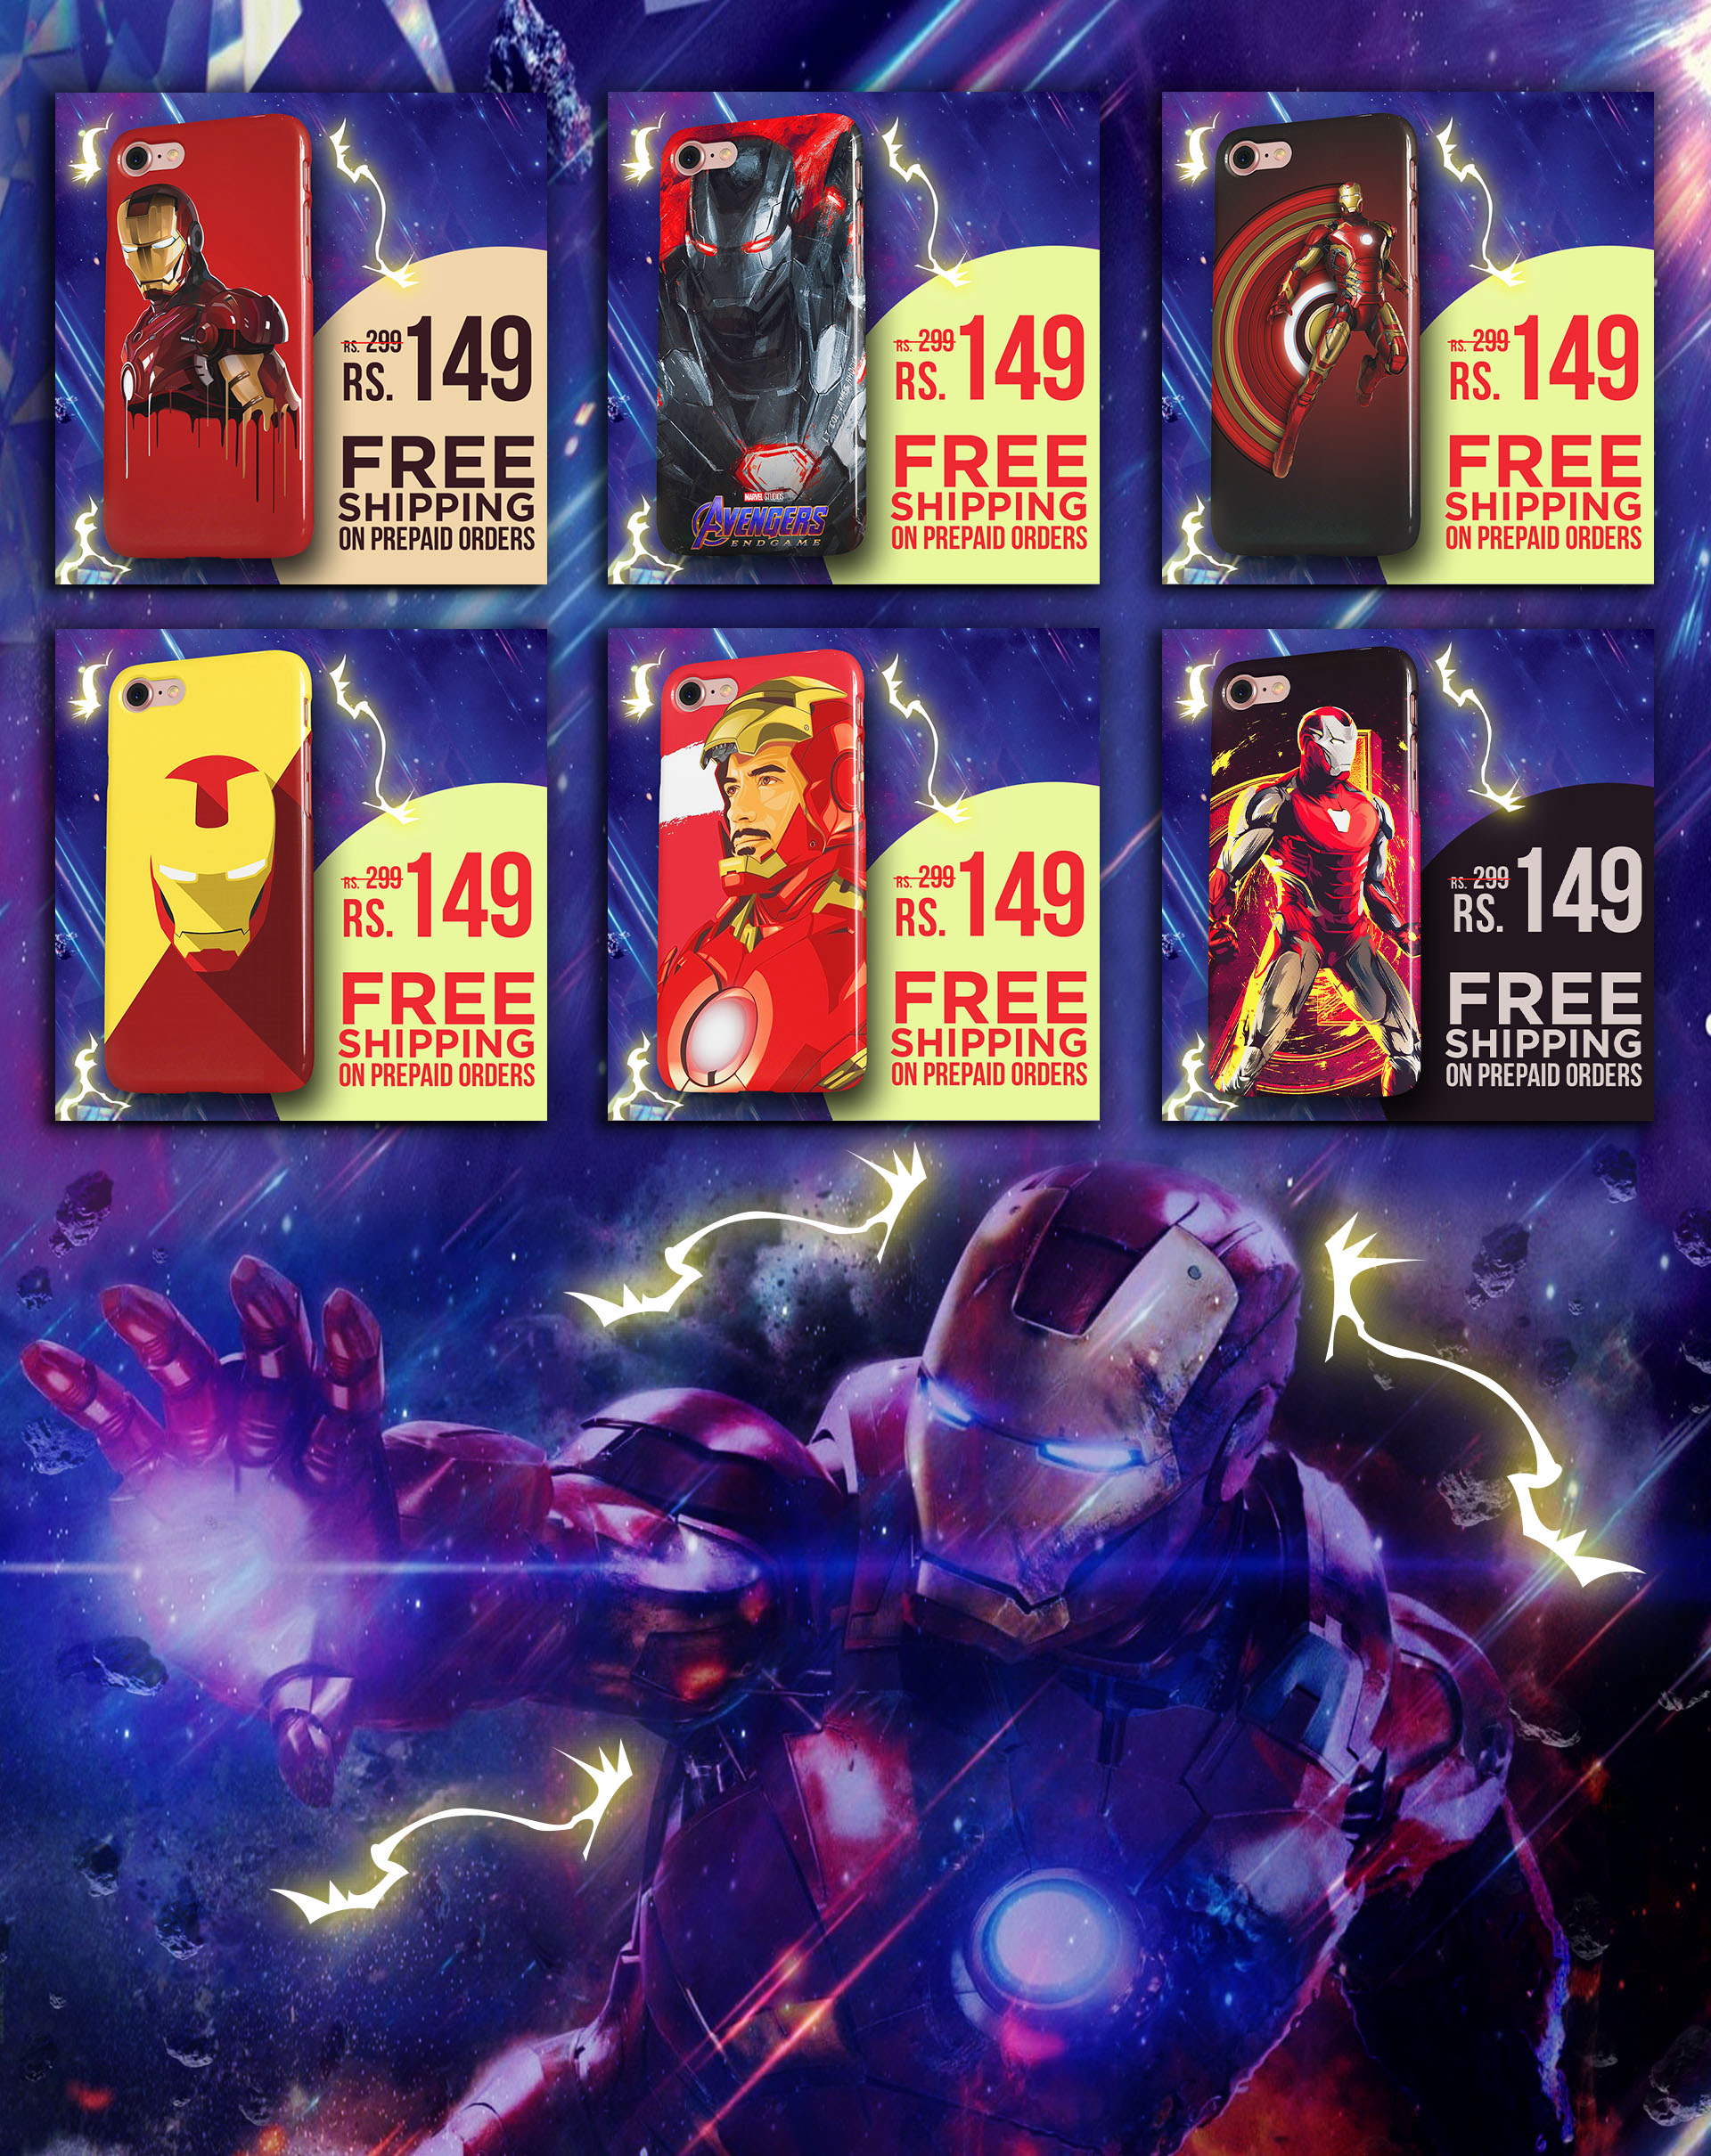 RS. 299
RS. 149
FREE
SHIPPING
ON PREPAID ORDERS
MARVEL STUDIOS
AVENGERS
ENDGAME
RS. 299
RS. 149
FREE
SHIPPING
ON PREPAID ORDERS
RS. 299
RS. 149
FREE
SHIPPING
ON PREPAID ORDERS
RS. 299
RS. 149
FREE
SHIPPING
ON PREPAID ORDERS
RS. 299
RS. 149
FREE
SHIPPING
ON PREPAID ORDERS
RS. 299
RS. 149
FREE
SHIPPING
ON PREPAID ORDERS